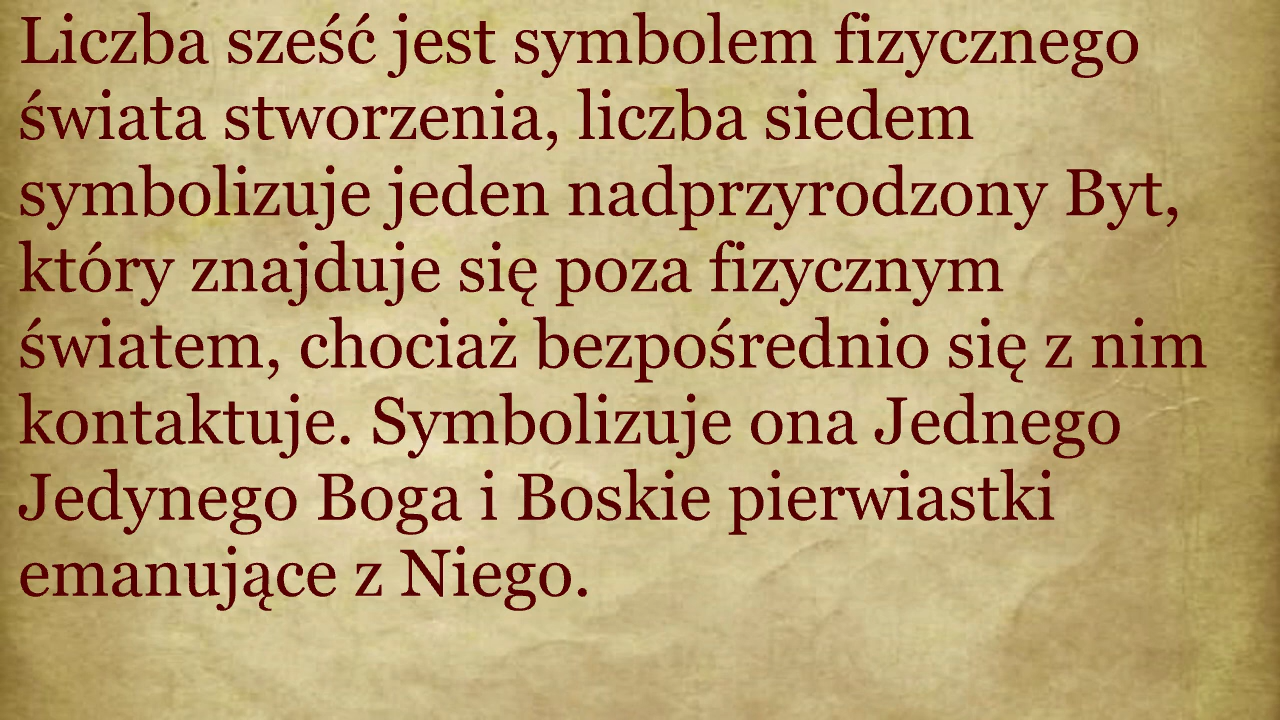 Liczba sześć jest symbolem fizycznego
świata stworzenia, liczba siedem
symbolizuje jeden nadprzyrodzony Byt,
który znajduje się poza fizycznym
światem, chociaż bezpośrednio się z nim
kontaktuje. Symbolizuje ona Jednego
Jedynego Boga i Boskie pierwiastki
emanujące z Niego.